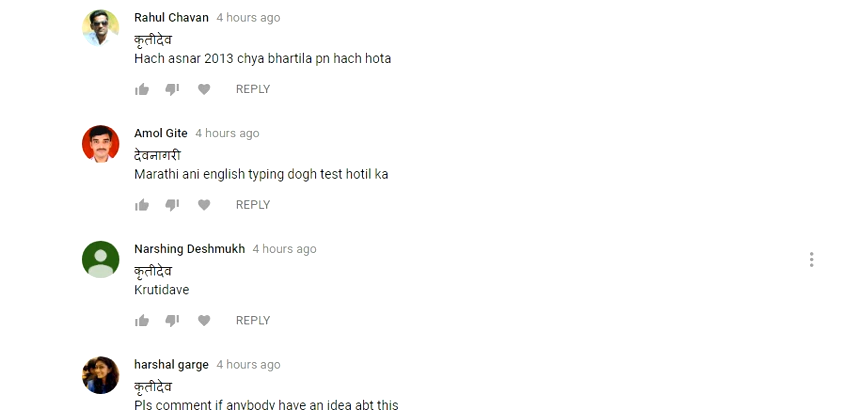 Rahul Chavan 4 hours ago
कृतीदेव
Hach asnar 2013 chya bhartila pn hach hota
REPLY
Amol Gite 4 hours ago
देवनागरी
Marathi ani english typing dogh test hotil ka
REPLY
Narshing Deshmukh 4 hours ago
कृतीदेव
Krutidave
REPLY
harshal garge 4 hours ago
कृतीदेव
Pls comment if anybody have an idea abt this